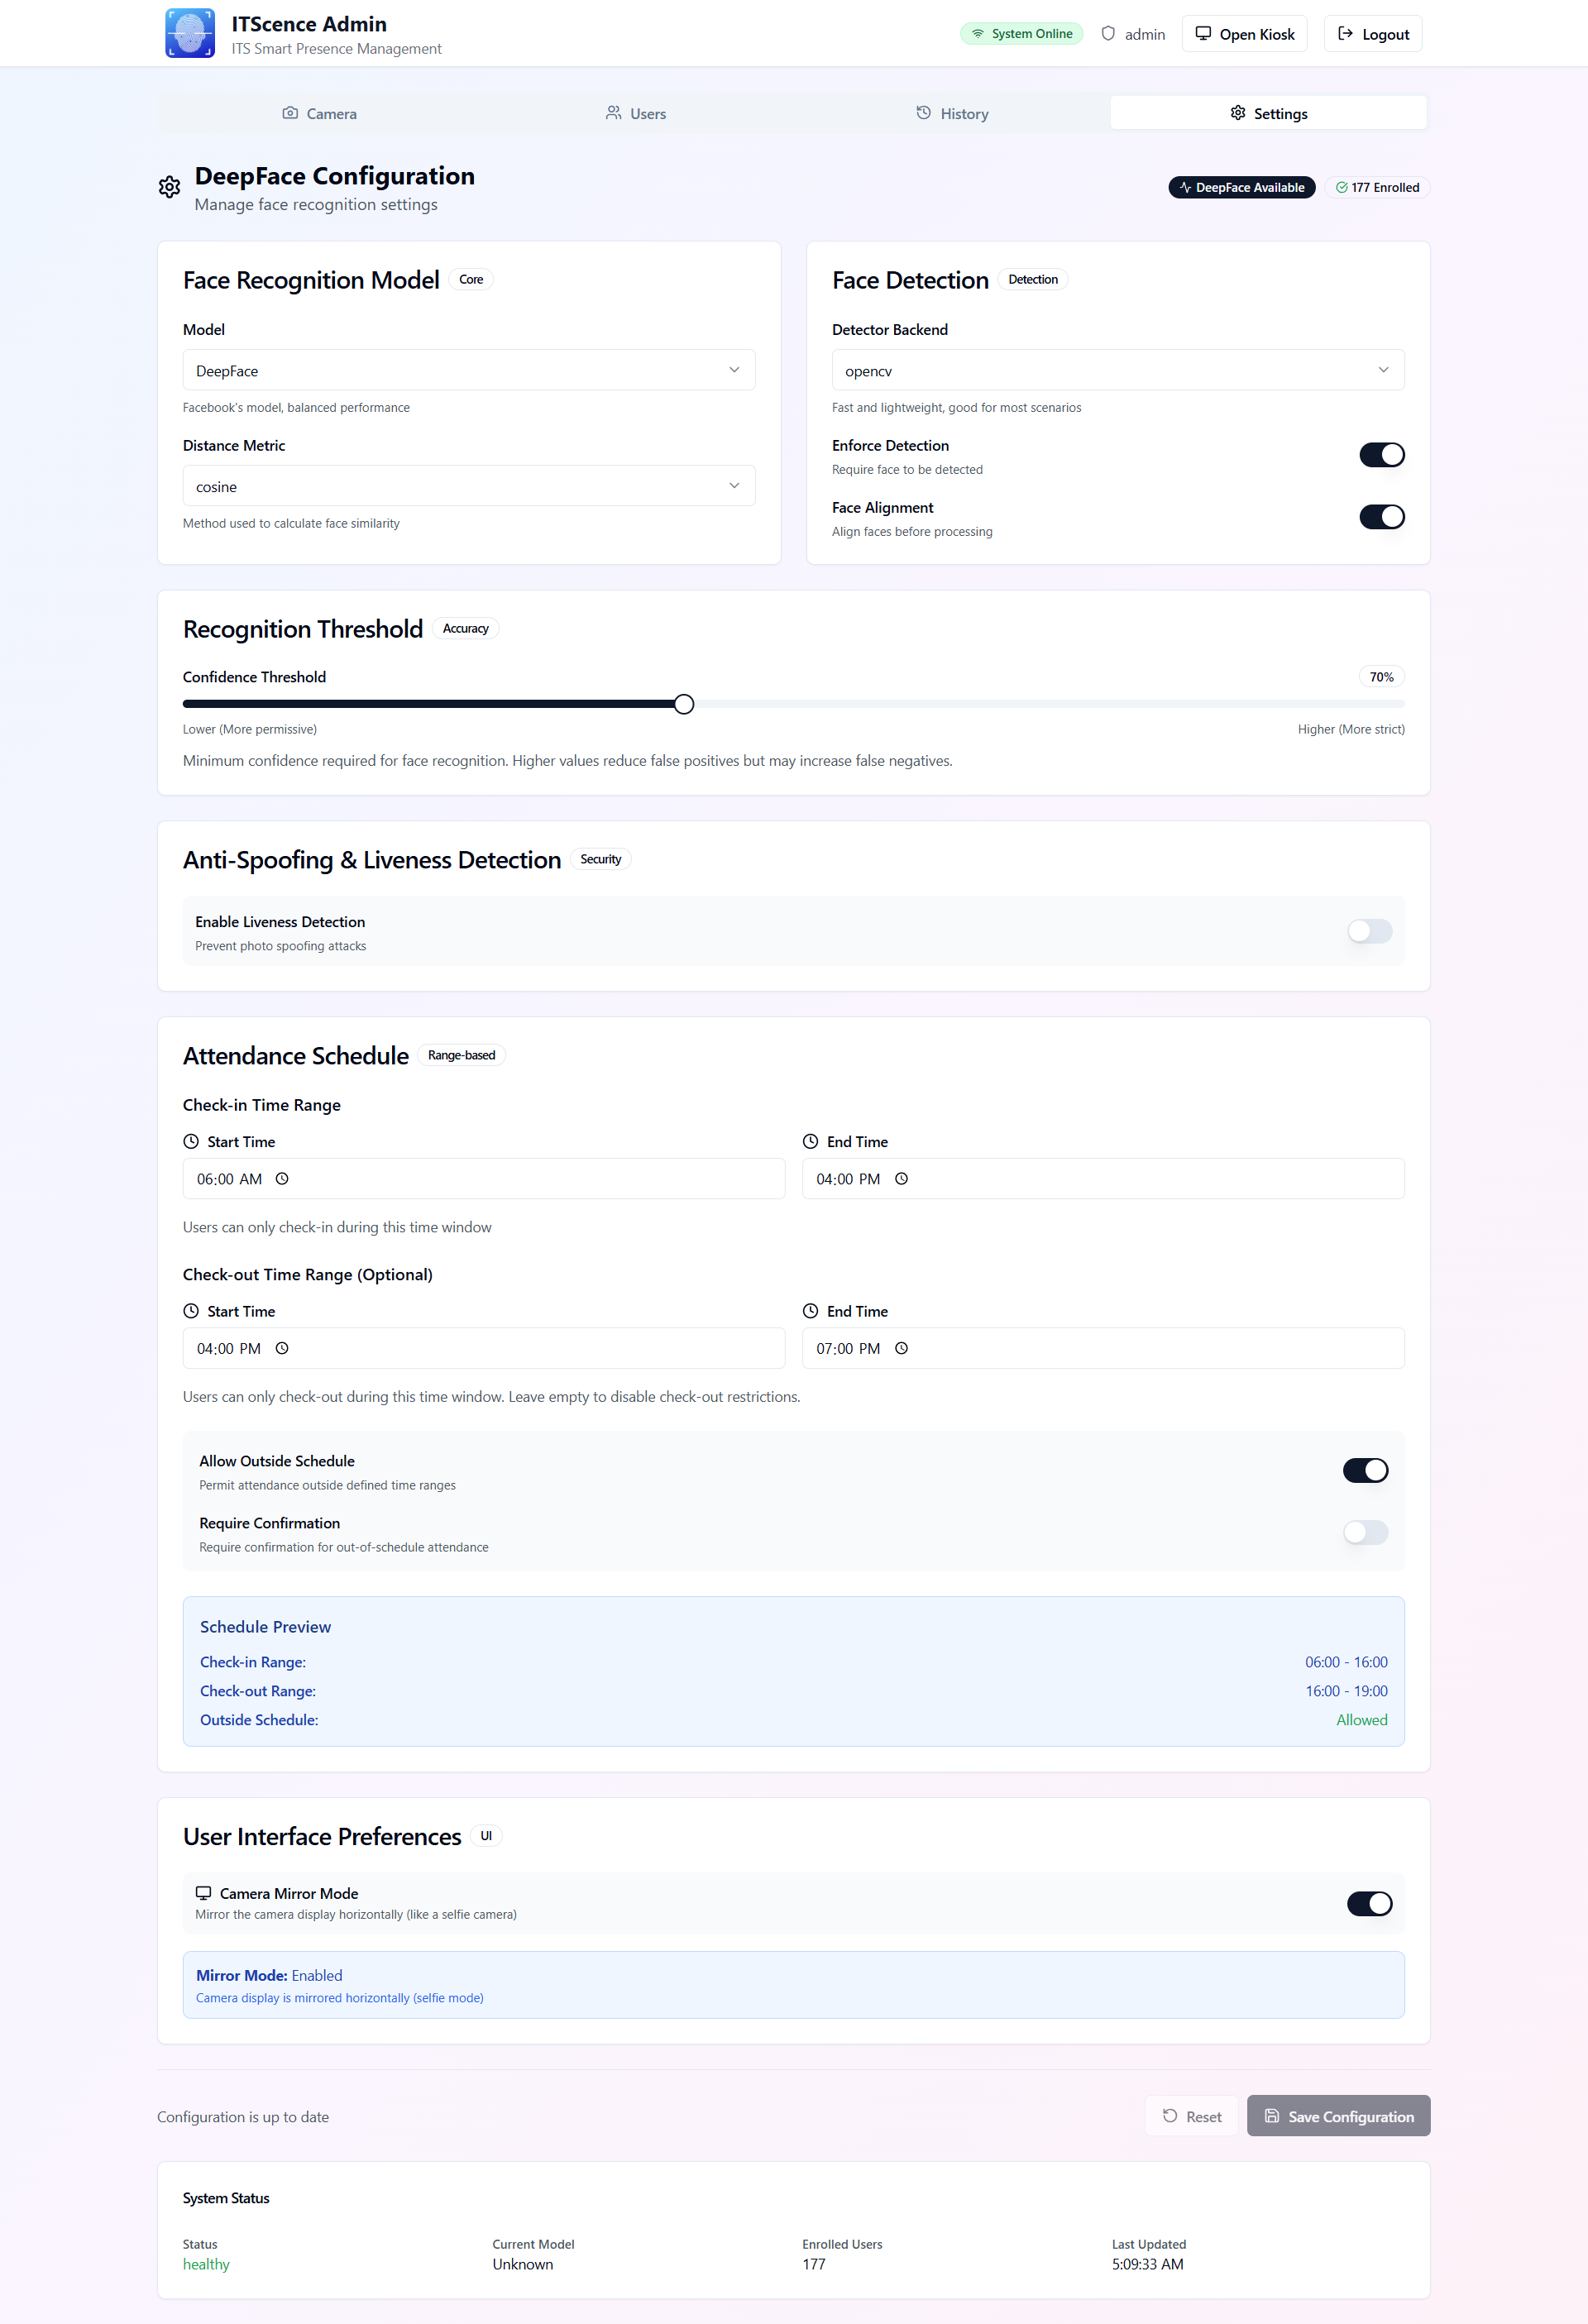 ITScence Admin
ITS Smart Presence Management
System Online
admin
Open Kiosk
Logout
Camera
Users
History
Settings
DeepFace Configuration
Manage face recognition settings
DeepFace Available
177 Enrolled
Face Recognition Model
Core
Model
DeepFace
Facebook's model, balanced performance
Distance Metric
cosine
Method used to calculate face similarity
Face Detection
Detection
Detector Backend
opencv
Fast and lightweight, good for most scenarios
Enforce Detection
Require face to be detected
Face Alignment
Align faces before processing
Recognition Threshold
Accuracy
Confidence Threshold
70%
Lower (More permissive)
Higher (More strict)
Minimum confidence required for face recognition. Higher values reduce false positives but may increase false negatives.
Anti-Spoofing & Liveness Detection
Security
Enable Liveness Detection
Prevent photo spoofing attacks
Attendance Schedule
Range-based
Check-in Time Range
Start Time
End Time
06:00 AM
04:00 PM
Users can only check-in during this time window
Check-out Time Range (Optional)
Start Time
End Time
04:00 PM
07:00 PM
Users can only check-out during this time window. Leave empty to disable check-out restrictions.
Allow Outside Schedule
Permit attendance outside defined time ranges
Require Confirmation
Require confirmation for out-of-schedule attendance
Schedule Preview
Check-in Range:
06:00 - 16:00
Check-out Range:
16:00 - 19:00
Outside Schedule:
Allowed
User Interface Preferences
UI
Camera Mirror Mode
Mirror the camera display horizontally (like a selfie camera)
Mirror Mode: Enabled
Camera display is mirrored horizontally (selfie mode)
Configuration is up to date
Reset
Save Configuration
System Status
Status
Current Model
Enrolled Users
Last Updated
healthy
Unknown
177
5:09:33 AM